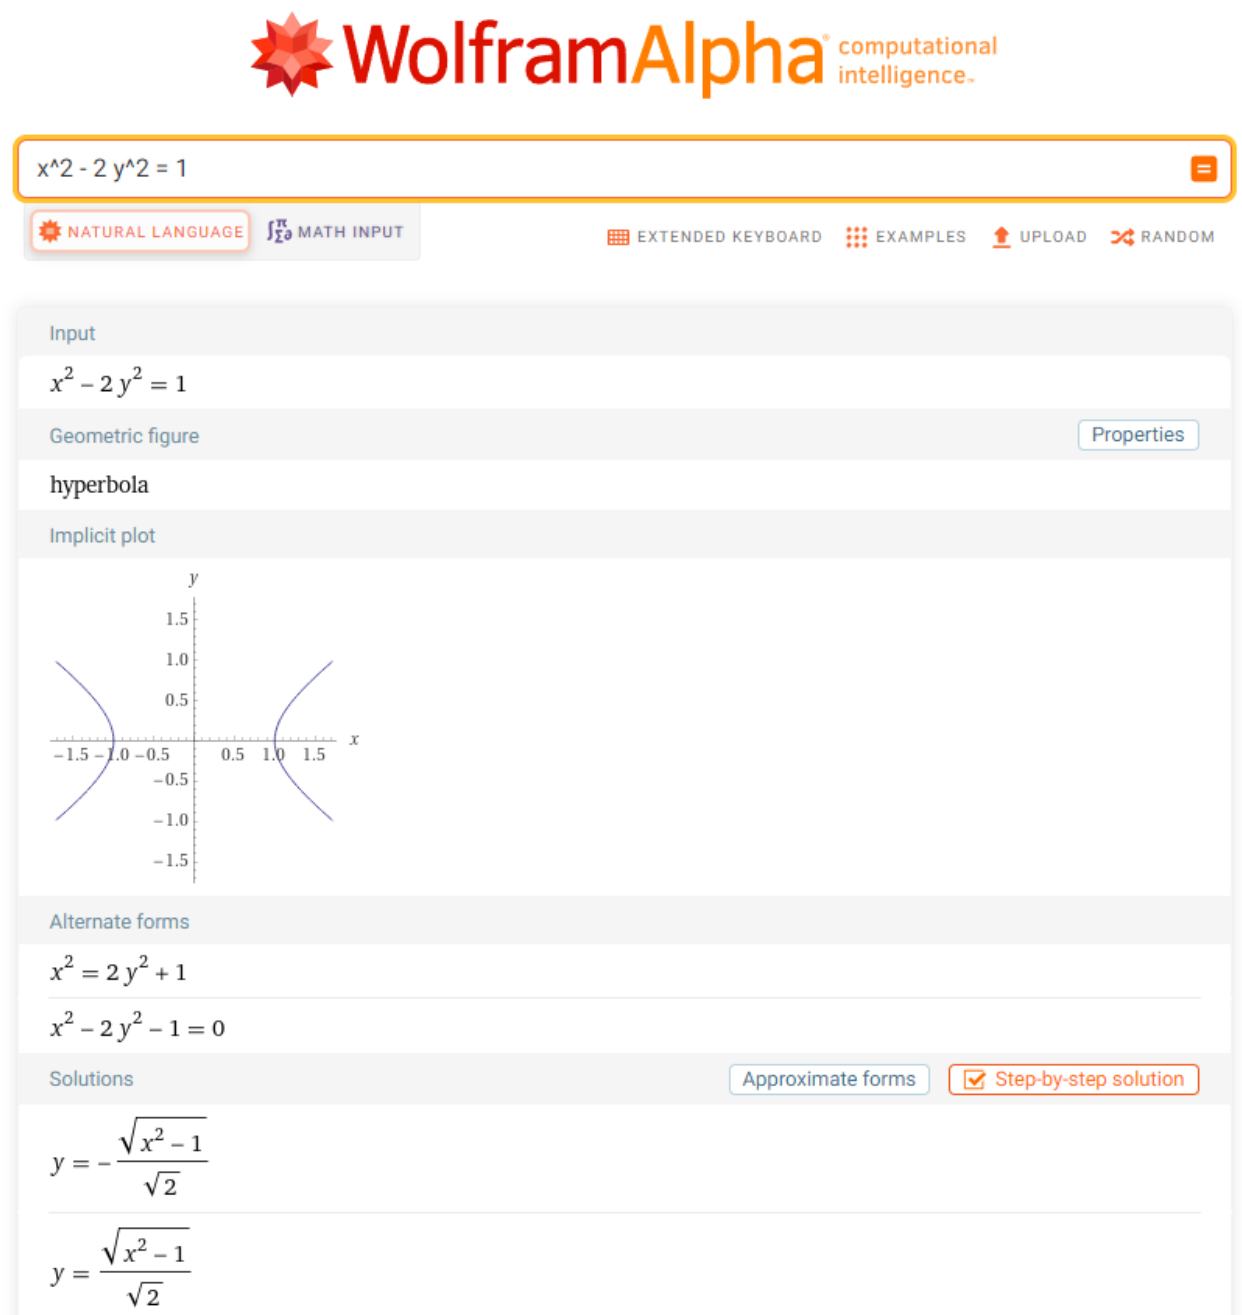 WolframAlpha computational intelligence™
x^2 - 2 y^2 = 1
NATURAL LANGUAGE MATH INPUT EXTENDED KEYBOARD EXAMPLES UPLOAD RANDOM
Input
x² – 2 y² = 1
Geometric figure Properties
hyperbola
Implicit plot
y
1.5
1.0
0.5
x
−1.5 −1.0 −0.5 0.5 1.0 1.5
−0.5
−1.0
−1.5
Alternate forms
x² = 2 y² + 1
x² – 2 y² – 1 = 0
Solutions Approximate forms Step-by-step solution
y = – √(x² – 1) / √2
y = √(x² – 1) / √2